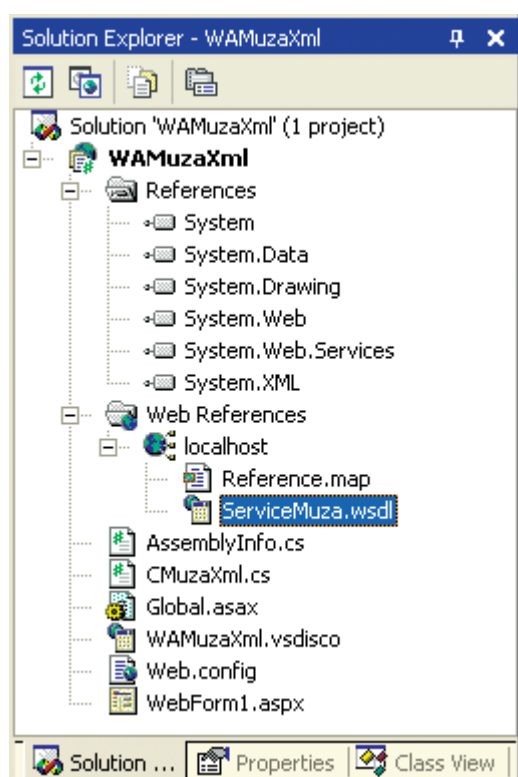 Solution Explorer - WAMuzaXml
Solution 'WAMuzaXml' (1 project)
WAMuzaXml
References
System
System.Data
System.Drawing
System.Web
System.Web.Services
System.XML
Web References
localhost
Reference.map
ServiceMuza.wsdl
AssemblyInfo.cs
CMuzaXml.cs
Global.asax
WAMuzaXml.vsdisco
Web.config
WebForm1.aspx
Solution ... Properties Class View